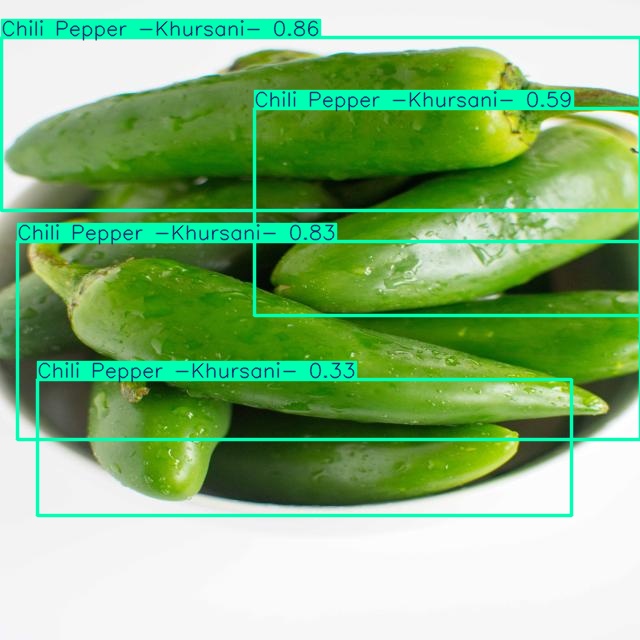 Chili Pepper -Khursani- 0.86
Chili Pepper -Khursani- 0.59
Chili Pepper -Khursani- 0.83
Chili Pepper -Khursani- 0.33